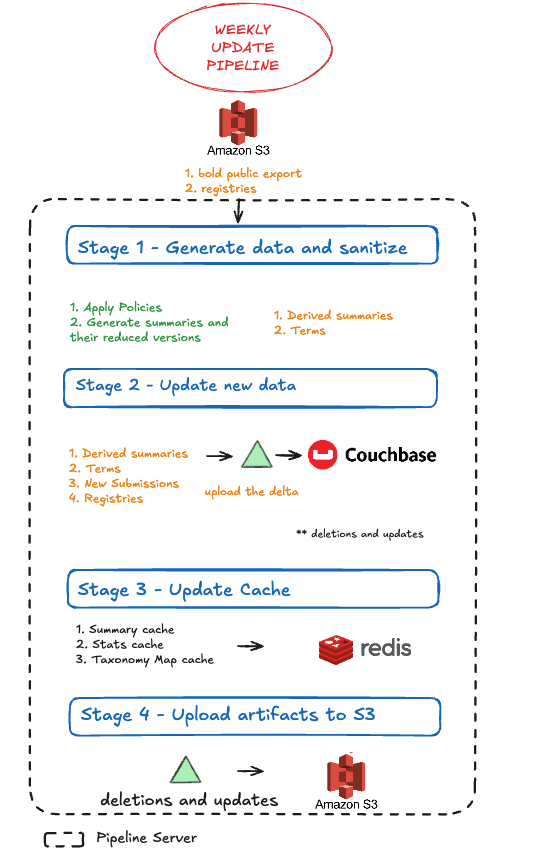 WEEKLY
UPDATE
PIPELINE
Amazon S3
1. bold public export
2. registries
Stage 1 - Generate data and sanitize
1. Apply Policies
2. Generate summaries and
their reduced versions
1. Derived summaries
2. Terms
Stage 2 - Update new data
1. Derived summaries
2. Terms
3. New Submissions
4. Registries
upload the delta
Couchbase
** deletions and updates
Stage 3 - Update Cache
1. Summary cache
2. Stats cache
3. Taxonomy Map cache
redis
Stage 4 - Upload artifacts to S3
deletions and updates
Amazon S3
Pipeline Server